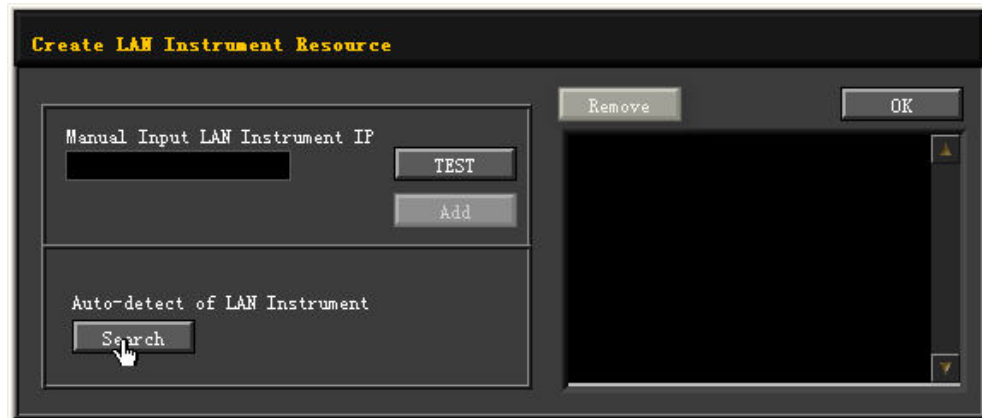 Create LAN Instrument Resource
Remove
OK
Manual Input LAN Instrument IP
TEST
Add
Auto-detect of LAN Instrument
Search